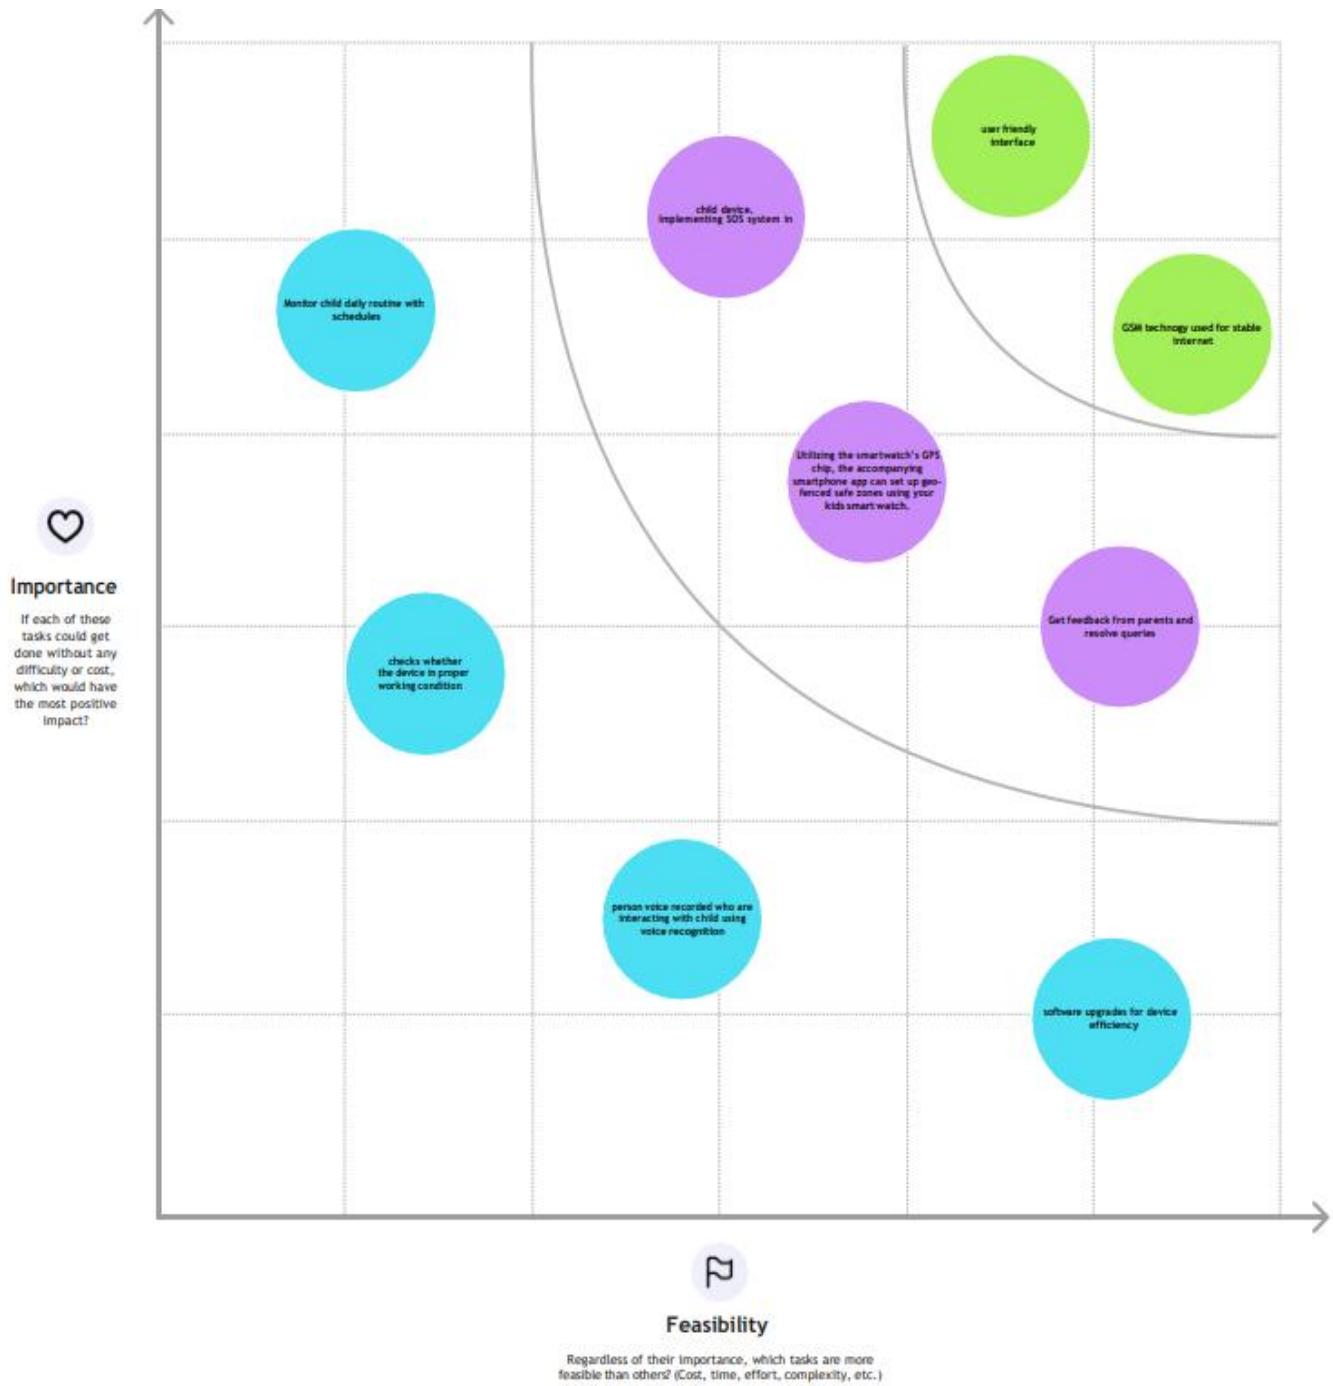 user friendly
interface
child device,
implementing SOS system in
Monitor child daily routine with
schedules
GSM technogy used for stable
internet
Utilizing the smartwatch's GPS
chip, the accompanying
smartphone app can set up geo-
fenced safe zones using your
kids smart watch.
Importance
If each of these
tasks could get
done without any
difficulty or cost,
which would have
the most positive
impact?
Get feedback from parents and
resolve queries
checks whether
the device in proper
working condition
person voice recorded who are
interacting with child using
voice recognition
software upgrades for device
efficiency
Feasibility
Regardless of their importance, which tasks are more
feasible than others? (Cost, time, effort, complexity, etc.)